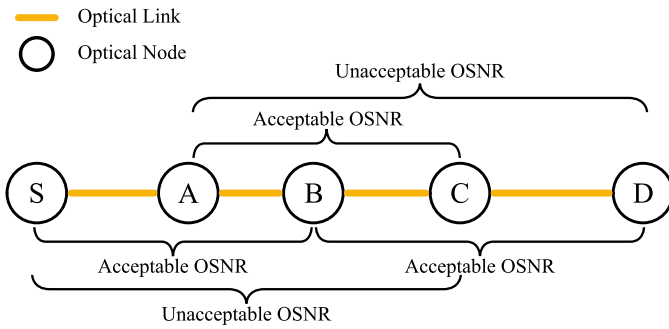 Optical Link
Optical Node
Unacceptable OSNR
Acceptable OSNR
S A B C D
Acceptable OSNR Acceptable OSNR
Unacceptable OSNR